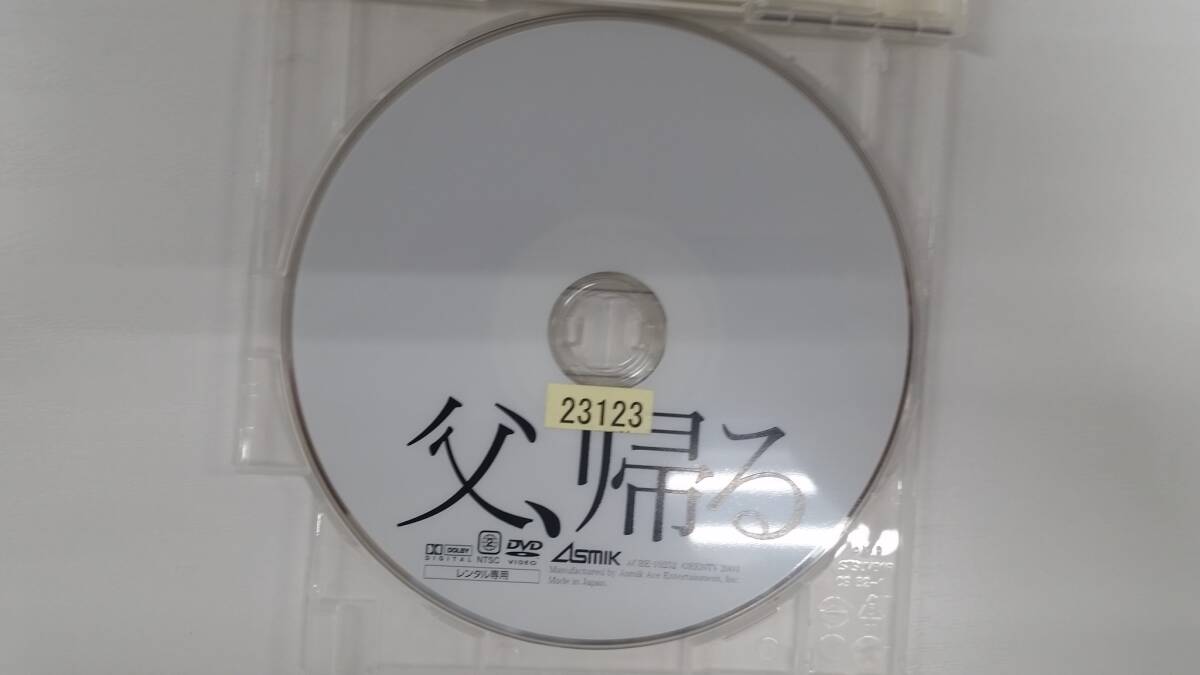 23123
父、帰る
DOLBY
DIGITAL
2
NTSC
DVD
VIDEO
ASMIK
レンタル専用
Manufactured by Asmik Ace Entertainment, Inc.
Made in Japan.